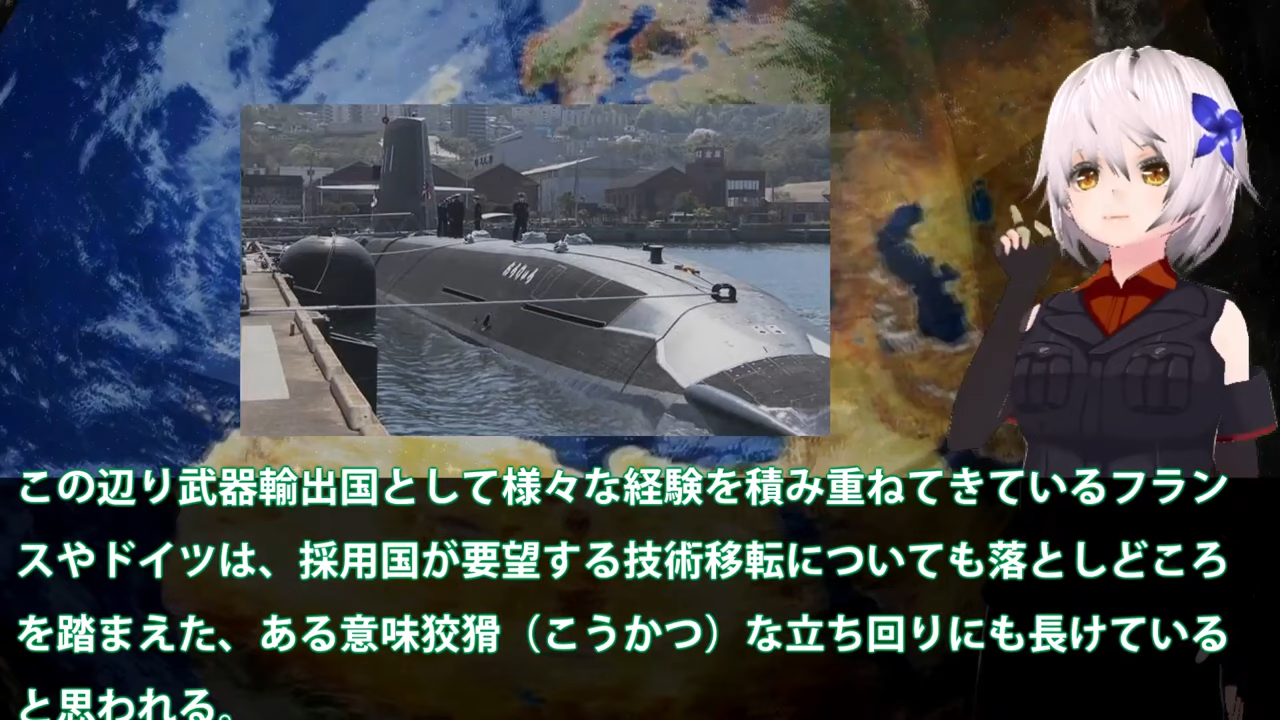 この辺り武器輸出国として様々な経験を積み重ねてきているフラン
スやドイツは、採用国が要望する技術移転についても落としどころ
を踏まえた、ある意味狡猾（こうかつ）な立ち回りにも長けている
と思われる。